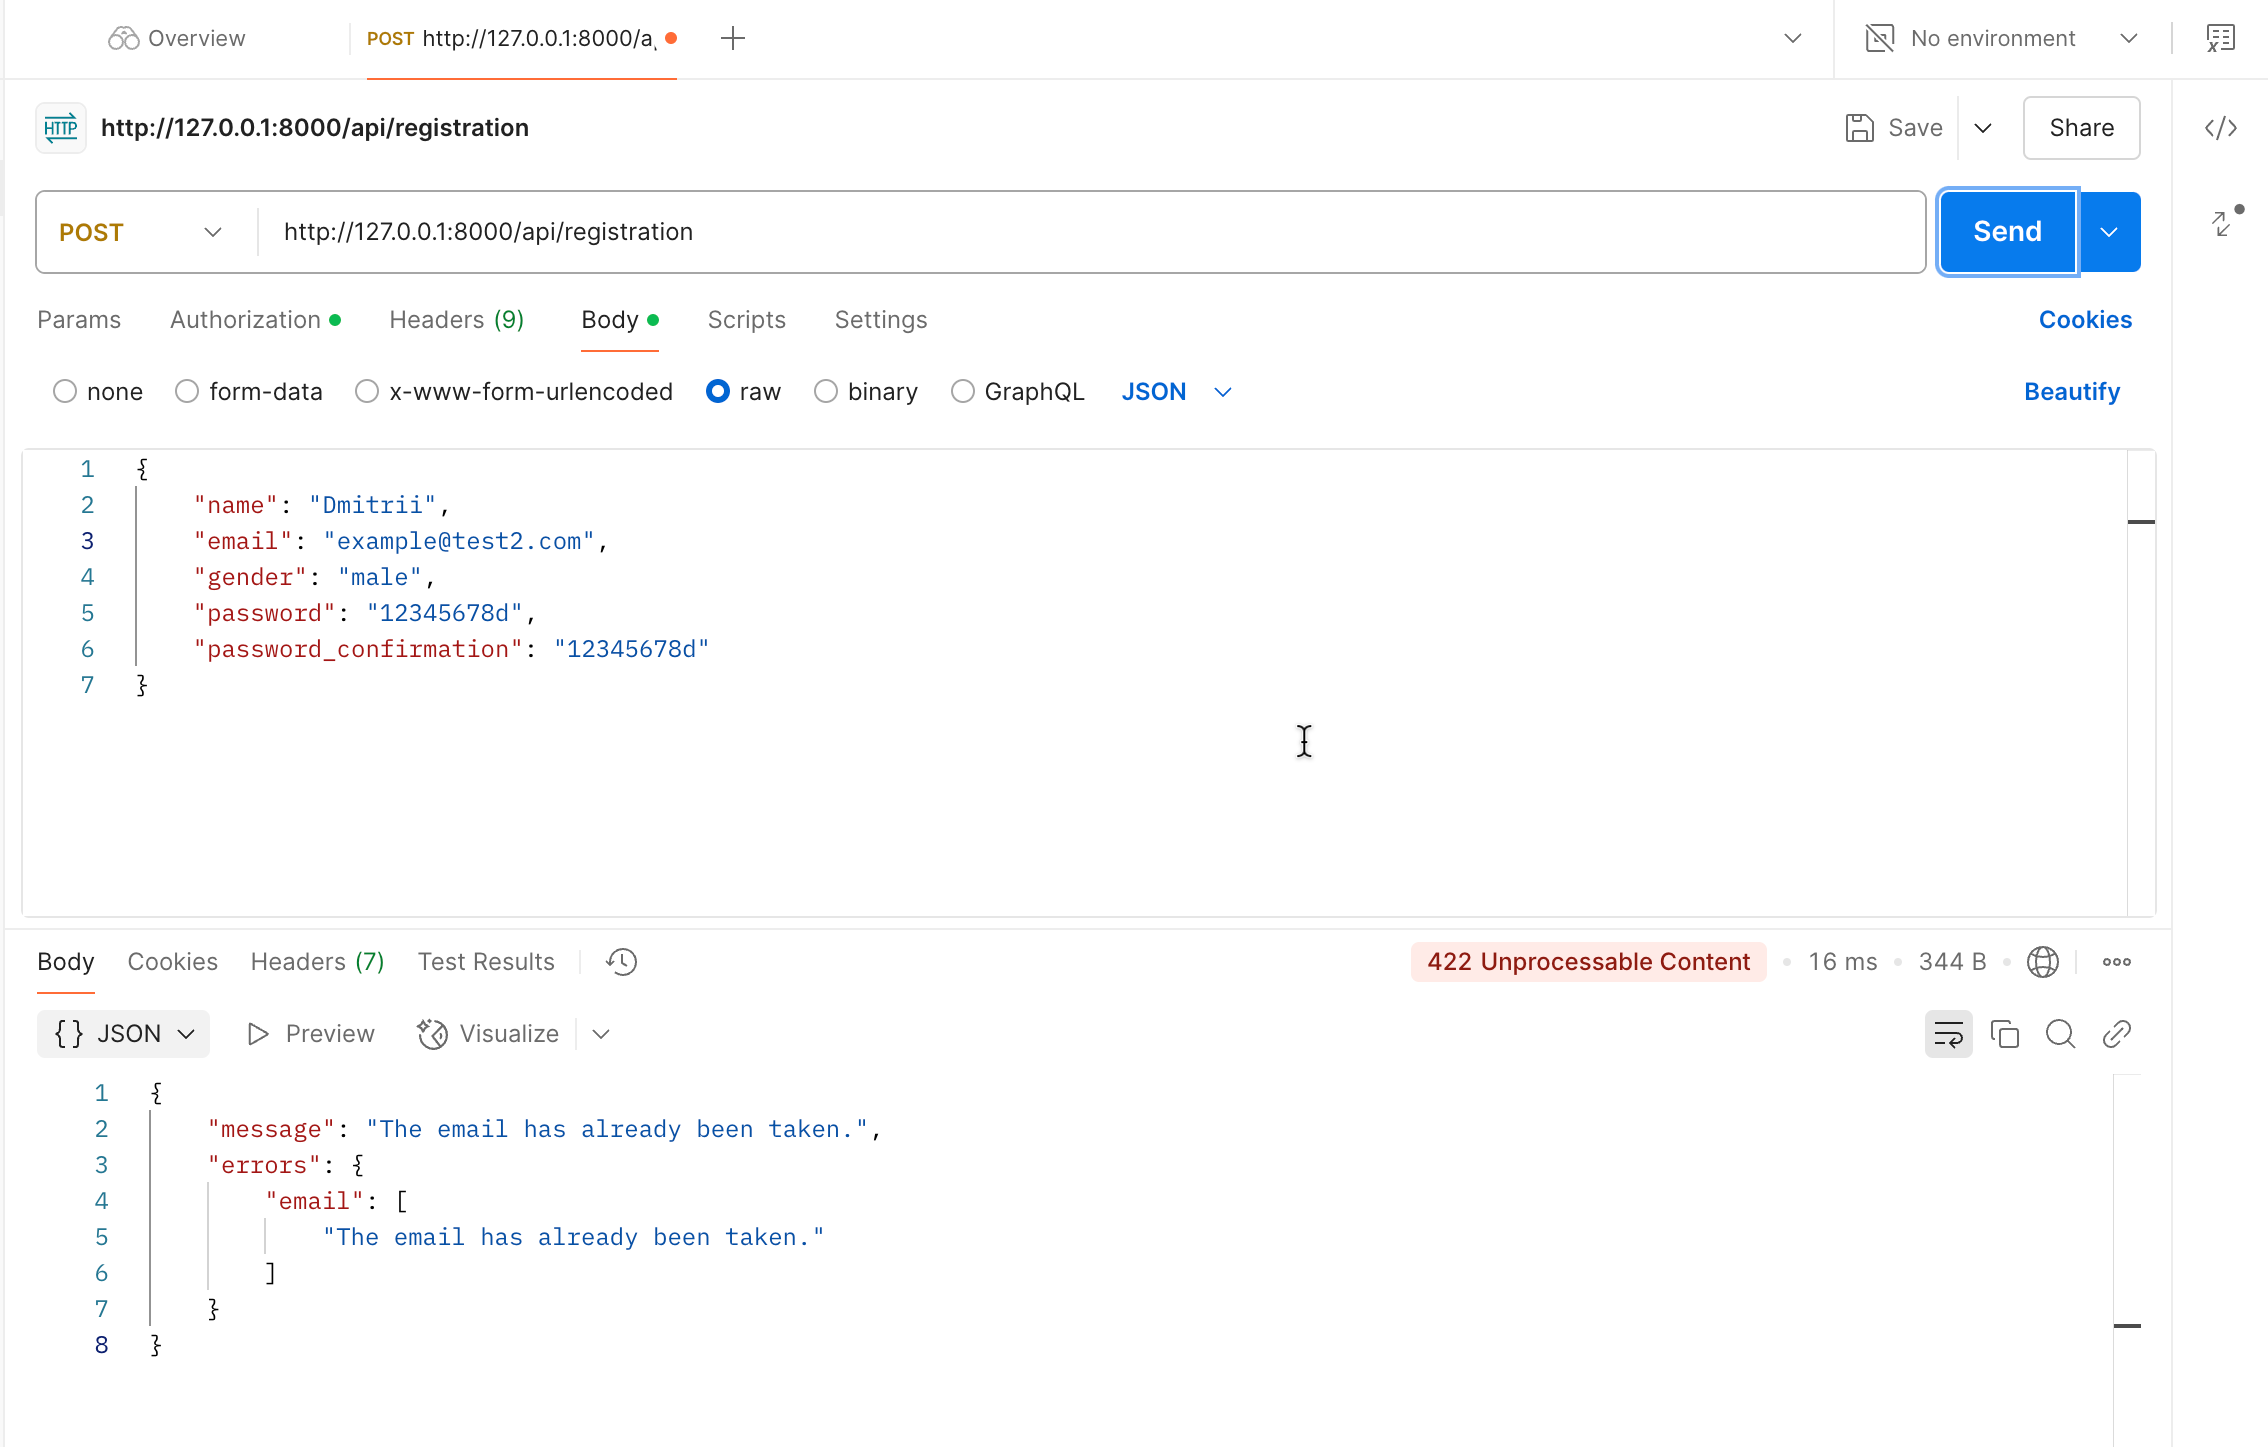 Overview
POST http://127.0.0.1:8000/a
No environment
HTTP http://127.0.0.1:8000/api/registration
Save
Share
POST http://127.0.0.1:8000/api/registration
Send
Params Authorization Headers (9) Body Scripts Settings Cookies
none form-data x-www-form-urlencoded raw binary GraphQL JSON Beautify
1 {
2 "name": "Dmitrii",
3 "email": "example@test2.com",
4 "gender": "male",
5 "password": "12345678d",
6 "password_confirmation": "12345678d"
7 }
Body Cookies Headers (7) Test Results 422 Unprocessable Content 16 ms 344 B
{} JSON Preview Visualize
1 {
2 "message": "The email has already been taken.",
3 "errors": {
4 "email": [
5 "The email has already been taken."
6 ]
7 }
8 }